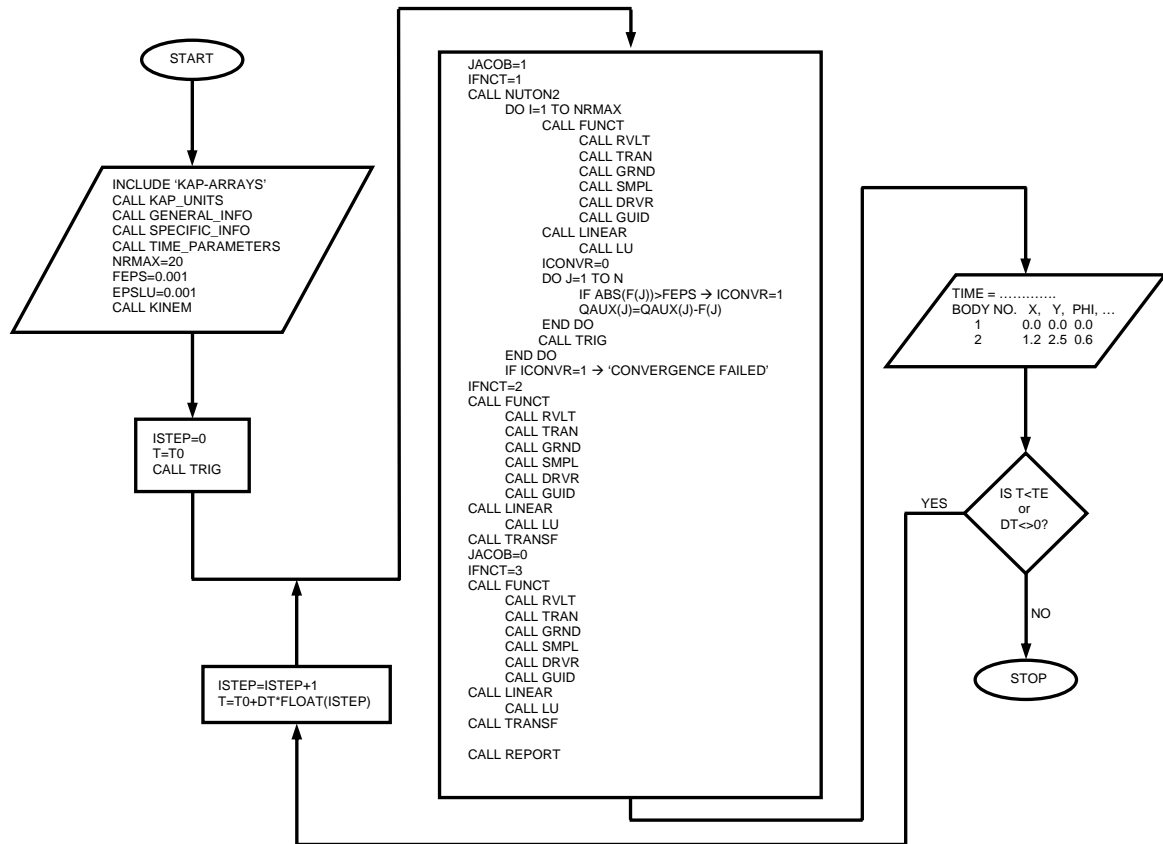 START
INCLUDE ‘KAP-ARRAYS’
CALL KAP_UNITS
CALL GENERAL_INFO
CALL SPECIFIC_INFO
CALL TIME_PARAMETERS
NRMAX=20
FEPS=0.001
EPSLU=0.001
CALL KINEM
ISTEP=0
T=T0
CALL TRIG
JACOB=1
IFNCT=1
CALL NUTON2
DO I=1 TO NRMAX
CALL FUNCT
CALL RVLT
CALL TRAN
CALL GRND
CALL SMPL
CALL DRVR
CALL GUID
CALL LINEAR
CALL LU
ICONVR=0
DO J=1 TO N
IF ABS(F(J))>FEPS → ICONVR=1
QAUX(J)=QAUX(J)-F(J)
END DO
CALL TRIG
END DO
IF ICONVR=1 → ‘CONVERGENCE FAILED’
IFNCT=2
CALL FUNCT
CALL RVLT
CALL TRAN
CALL GRND
CALL SMPL
CALL DRVR
CALL GUID
CALL LINEAR
CALL LU
CALL TRANSF
JACOB=0
IFNCT=3
CALL FUNCT
CALL RVLT
CALL TRAN
CALL GRND
CALL SMPL
CALL DRVR
CALL GUID
CALL LINEAR
CALL LU
CALL TRANSF
CALL REPORT
TIME = .............
BODY NO. X, Y, PHI, ...
1 0.0 0.0 0.0
2 1.2 2.5 0.6
IS T<TE
or
DT<>0?
YES
NO
STOP
ISTEP=ISTEP+1
T=T0+DT*FLOAT(ISTEP)